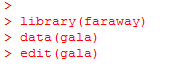 >
> library(faraway)
> data(gala)
> edit(gala)